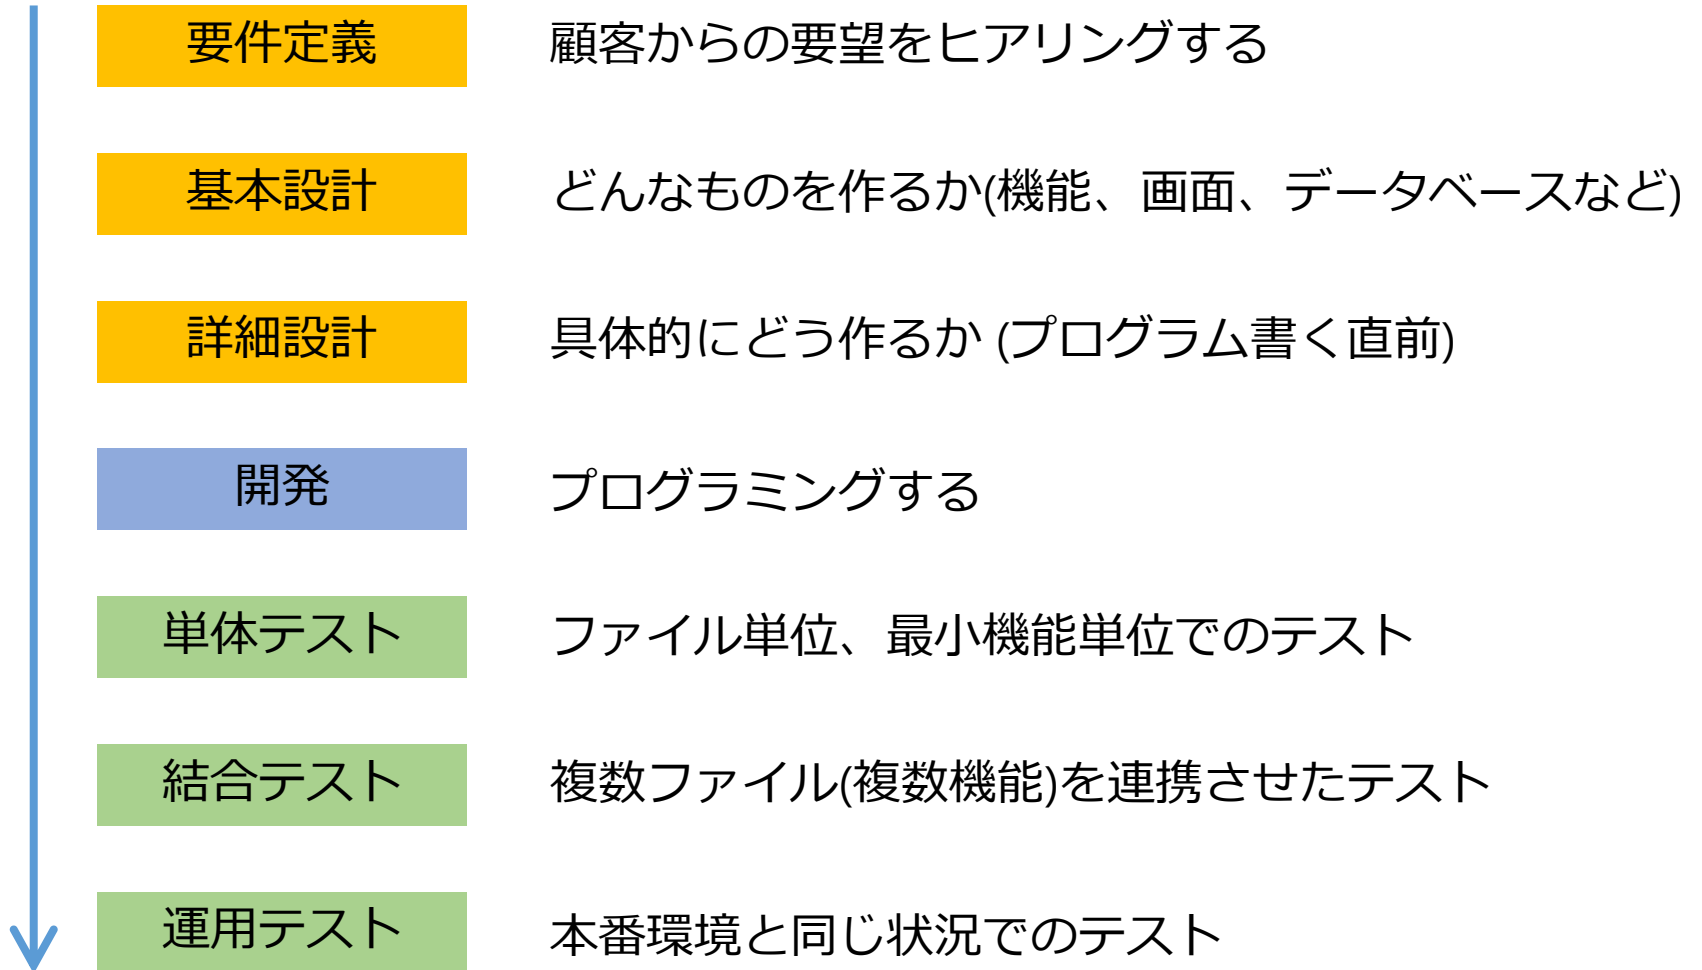 要件定義
顧客からの要望をヒアリングする
基本設計
どんなものを作るか(機能、画面、データベースなど)
詳細設計
具体的にどう作るか (プログラム書く直前)
開発
プログラミングする
単体テスト
ファイル単位、最小機能単位でのテスト
結合テスト
複数ファイル(複数機能)を連携させたテスト
運用テスト
本番環境と同じ状況でのテスト